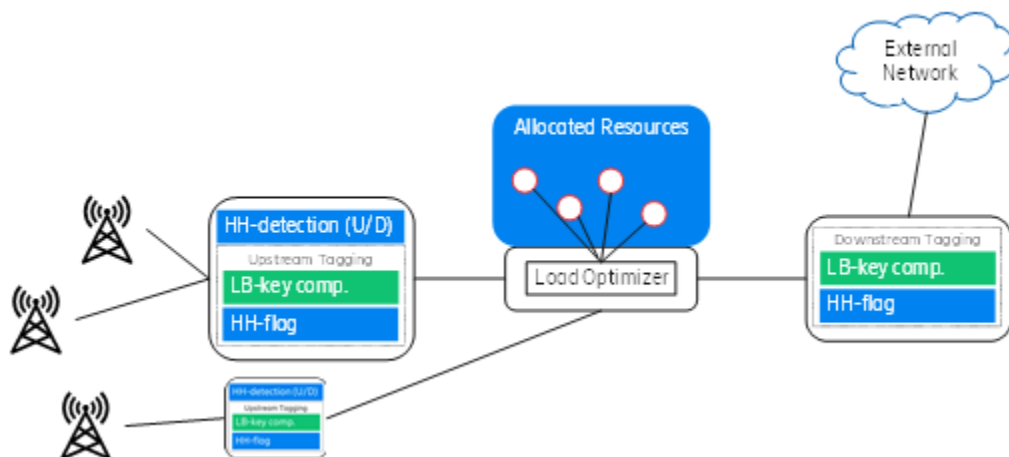 External
Network
Allocated Resources
HH-detection (U/D)
Upstream Tagging
LB-key comp.
HH-flag
Load Optimizer
Downstream Tagging
LB-key comp.
HH-flag
HH-detection (U/D)
Upstream Tagging
LB-key comp.
HH-flag